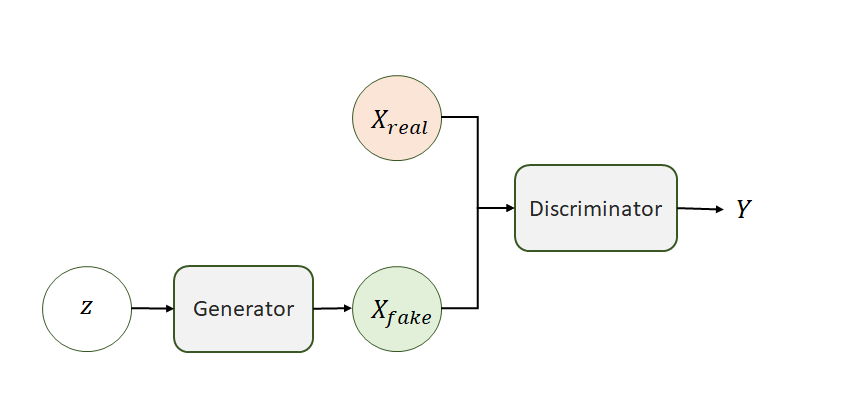 X_real
Discriminator
Y
z
Generator
X_fake